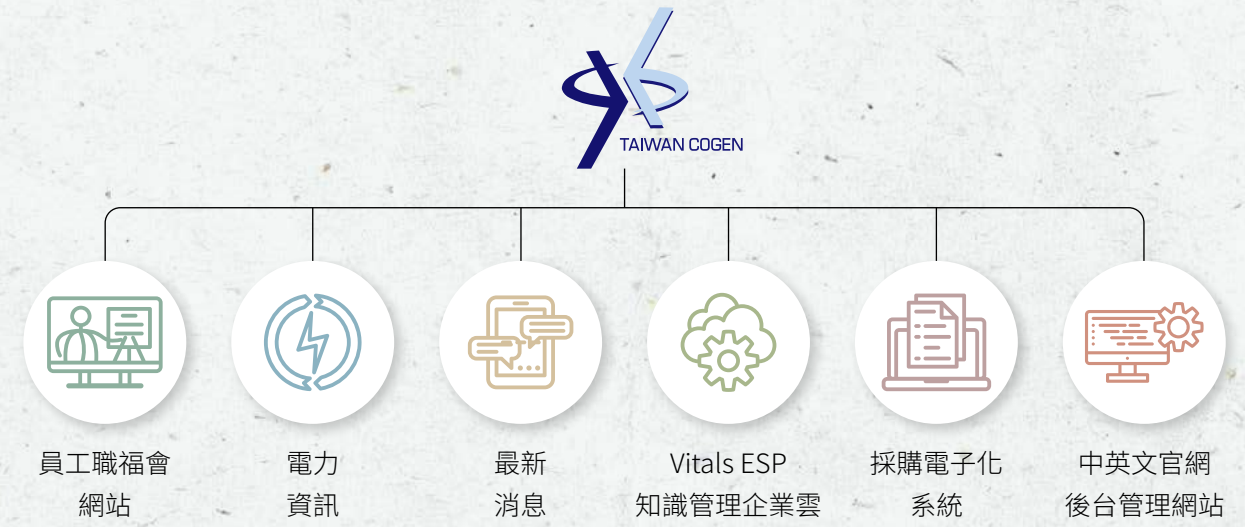 TAIWAN COGEN
員工職福會
網站
電力
資訊
最新
消息
Vitals ESP
知識管理企業雲
採購電子化
系統
中英文官網
後台管理網站